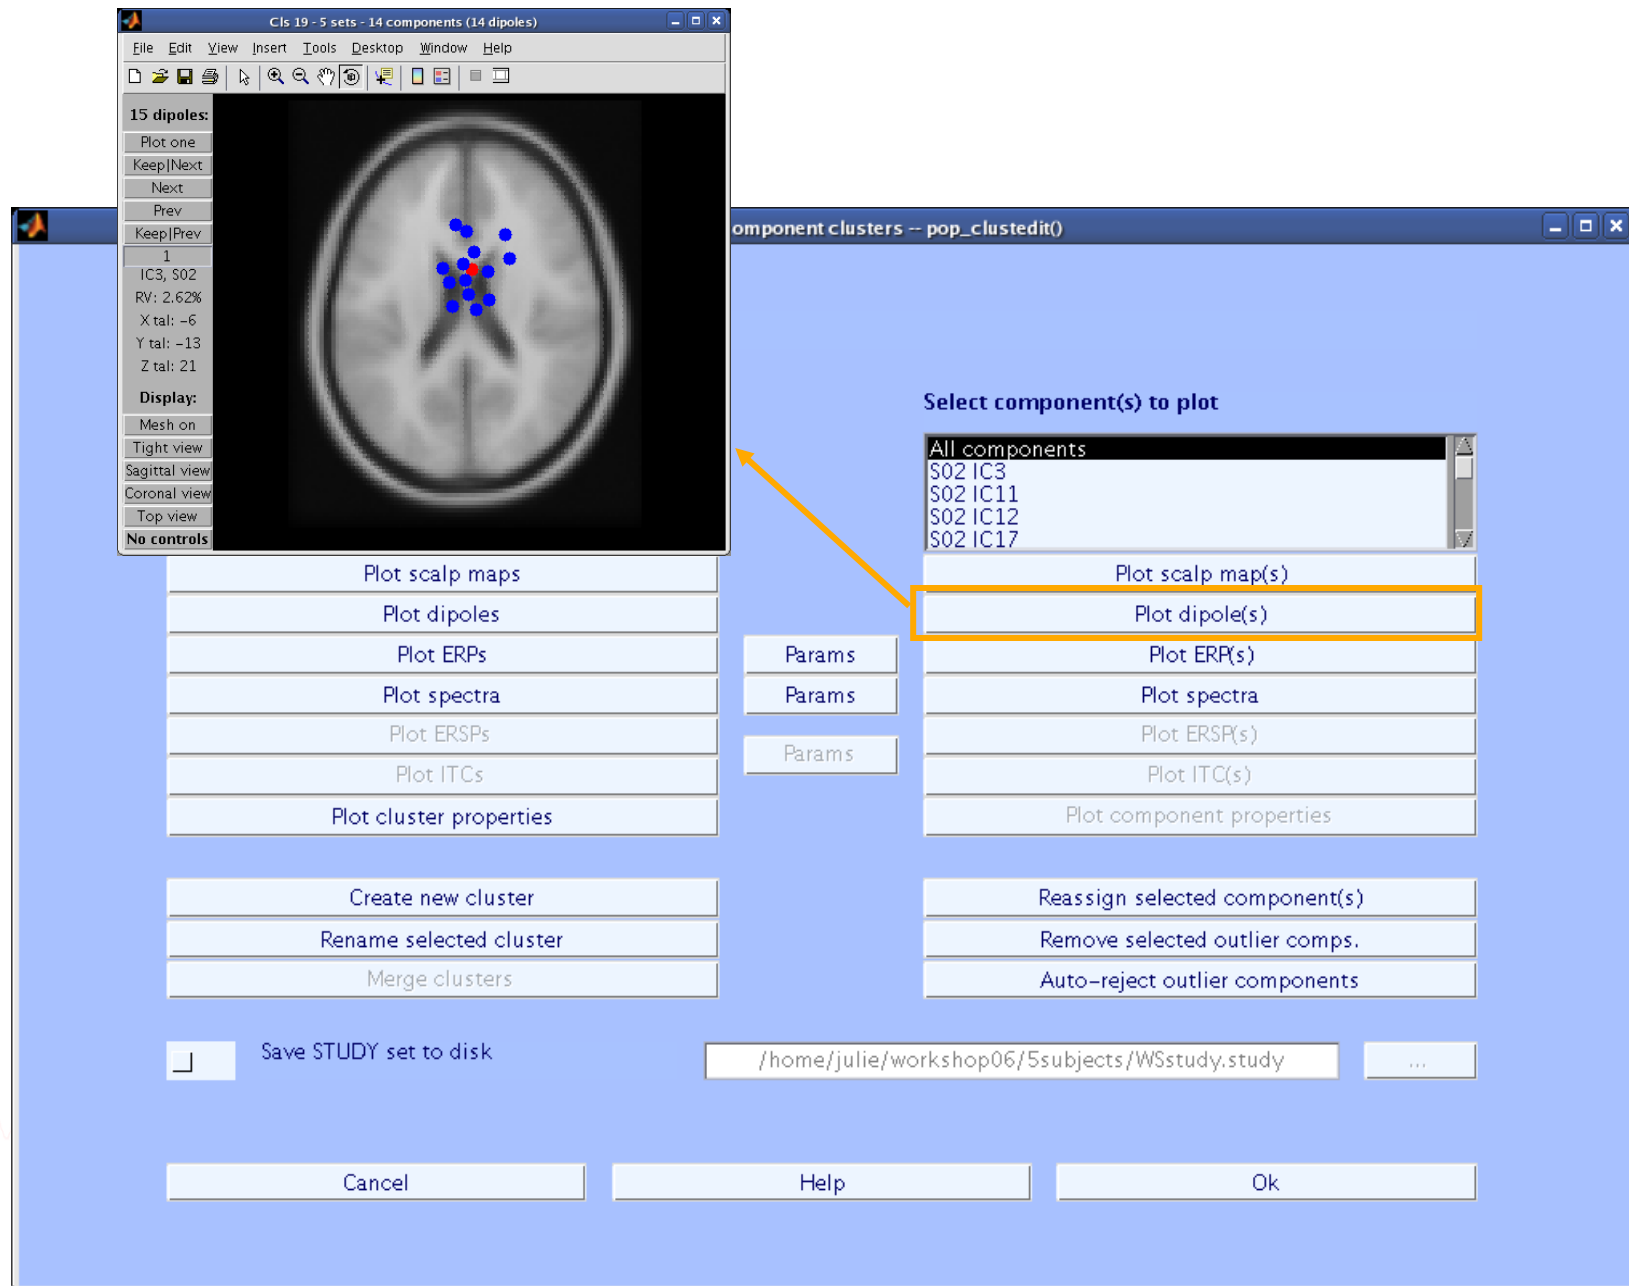 Cls 19 - 5 sets - 14 components (14 dipoles)
File Edit View Insert Tools Desktop Window Help
15 dipoles:
Plot one
Keep|Next
Next
Prev
Keep|Prev
1
IC3, S02
RV: 2.62%
X tal: -6
Y tal: -13
Z tal: 21
Display:
Mesh on
Tight view
Sagittal view
Coronal view
Top view
No controls
omponent clusters -- pop_clustedit()
Select component(s) to plot
All components
S02 IC3
S02 IC11
S02 IC12
S02 IC17
Plot scalp maps
Plot scalp map(s)
Plot dipoles
Plot dipole(s)
Plot ERPs
Params
Plot ERP(s)
Plot spectra
Params
Plot spectra
Plot ERSPs
Params
Plot ERSP(s)
Plot ITCs
Plot ITC(s)
Plot cluster properties
Plot component properties
Create new cluster
Reassign selected component(s)
Rename selected cluster
Remove selected outlier comps.
Merge clusters
Auto-reject outlier components
Save STUDY set to disk
/home/julie/workshop06/5subjects/WSstudy.study
...
Cancel
Help
Ok